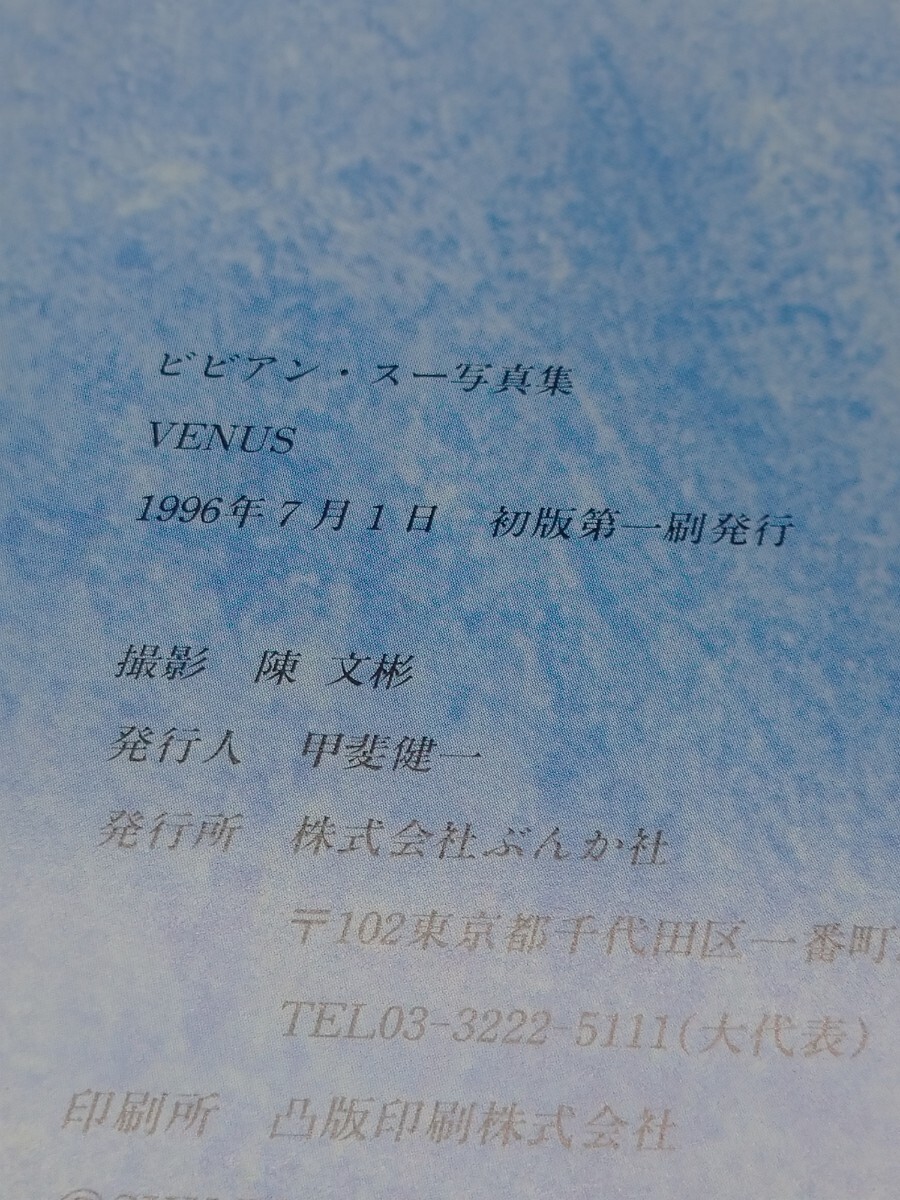 ビビアン・スー写真集
VENUS
1996年7月1日　初版第一刷発行
撮影　陳 文彬
発行人　甲斐健一
発行所　株式会社ぶんか社
〒102東京都千代田区一番町
TEL03-3222-5111(大代表)
印刷所　凸版印刷株式会社